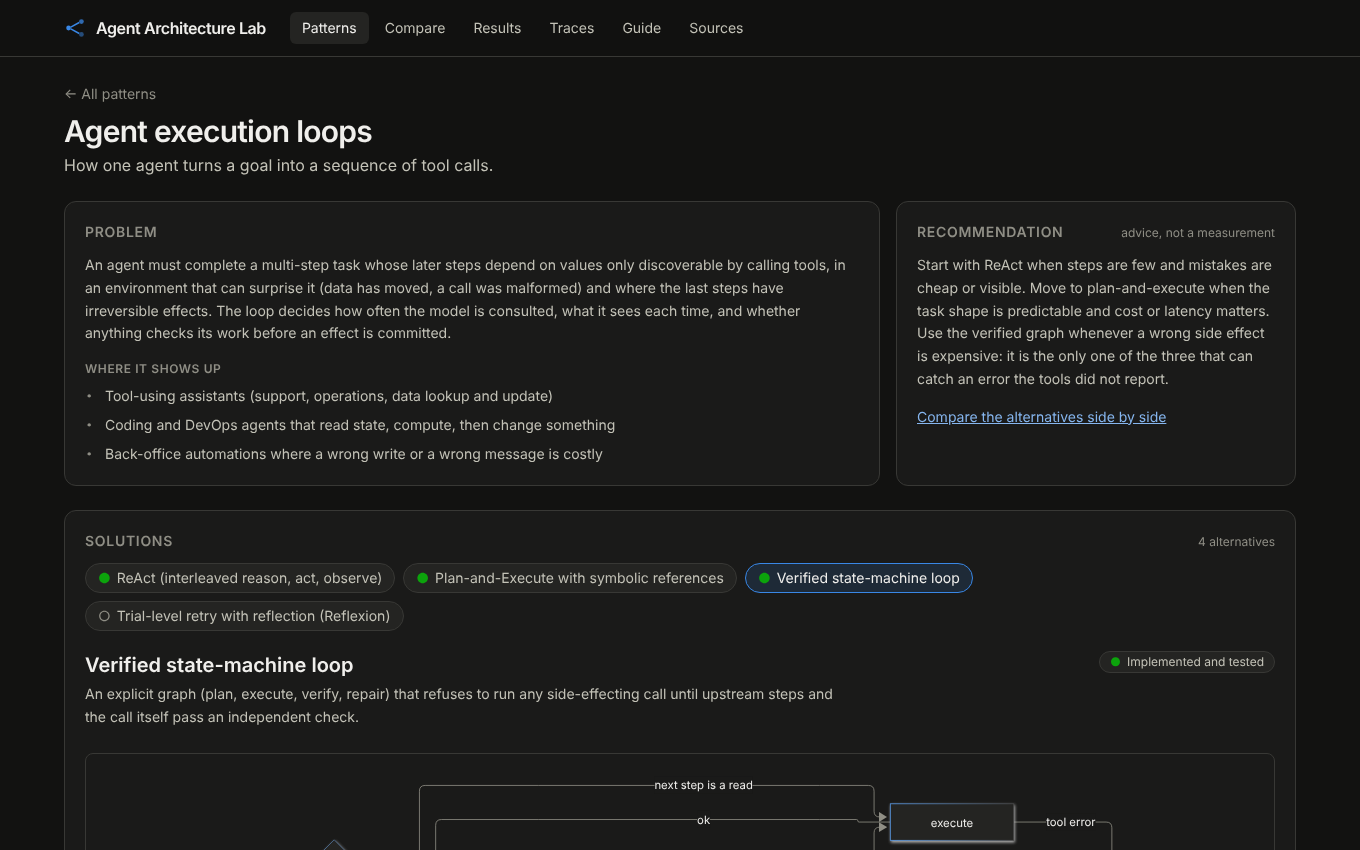 Agent Architecture Lab
Patterns
Compare
Results
Traces
Guide
Sources
← All patterns
Agent execution loops
How one agent turns a goal into a sequence of tool calls.
PROBLEM
An agent must complete a multi-step task whose later steps depend on values only discoverable by calling tools, in
an environment that can surprise it (data has moved, a call was malformed) and where the last steps have
irreversible effects. The loop decides how often the model is consulted, what it sees each time, and whether
anything checks its work before an effect is committed.
WHERE IT SHOWS UP
• Tool-using assistants (support, operations, data lookup and update)
• Coding and DevOps agents that read state, compute, then change something
• Back-office automations where a wrong write or a wrong message is costly
RECOMMENDATION
advice, not a measurement
Start with ReAct when steps are few and mistakes are
cheap or visible. Move to plan-and-execute when the
task shape is predictable and cost or latency matters.
Use the verified graph whenever a wrong side effect
is expensive: it is the only one of the three that can
catch an error the tools did not report.
Compare the alternatives side by side
SOLUTIONS
4 alternatives
ReAct (interleaved reason, act, observe)
Plan-and-Execute with symbolic references
Verified state-machine loop
Trial-level retry with reflection (Reflexion)
Verified state-machine loop
Implemented and tested
An explicit graph (plan, execute, verify, repair) that refuses to run any side-effecting call until upstream steps and
the call itself pass an independent check.
next step is a read
ok
execute
tool error